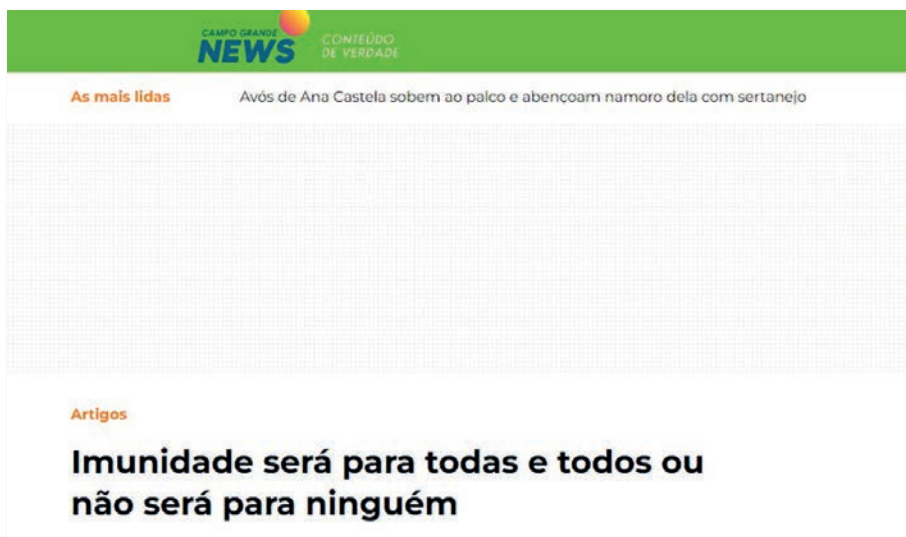 CAMPO GRANDE
NEWS
CONTEÚDO
DE VERDADE
As mais lidas Avós de Ana Castela sobem ao palco e abençoam namoro dela com sertanejo
Artigos
Imunidade será para todas e todos ou
não será para ninguém